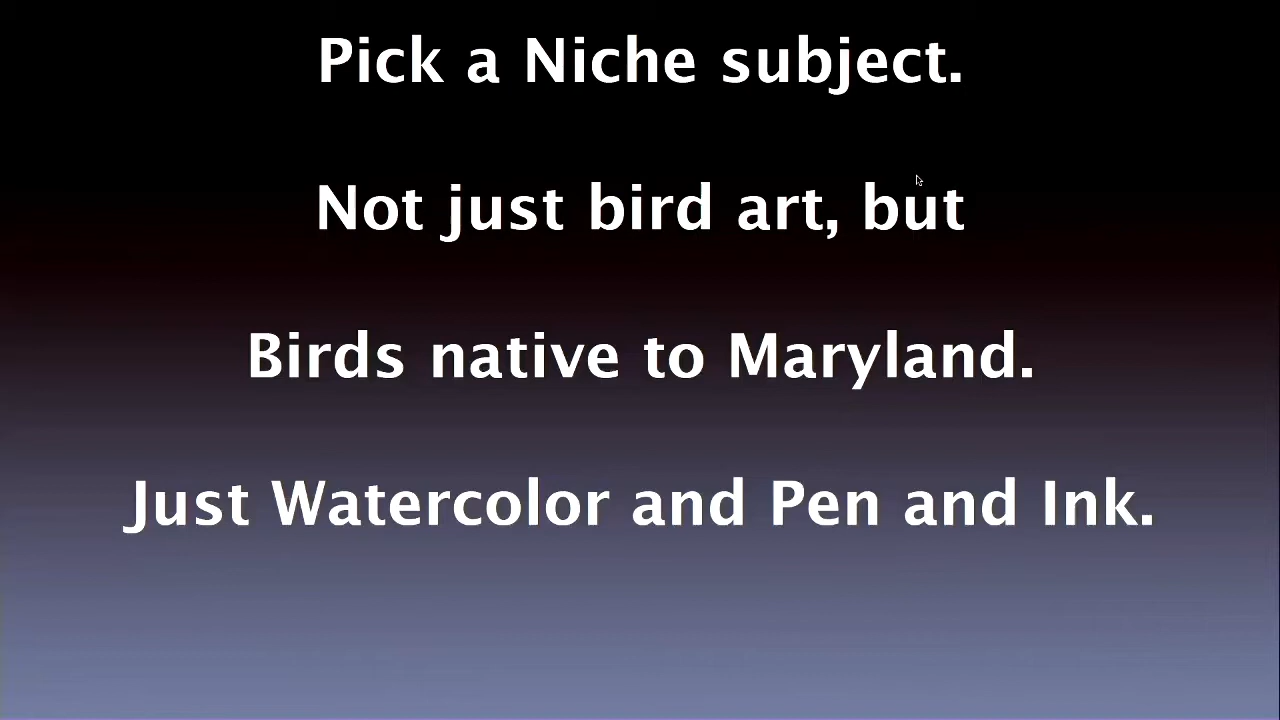 Pick a Niche subject.
Not just bird art, but
Birds native to Maryland.
Just Watercolor and Pen and Ink.